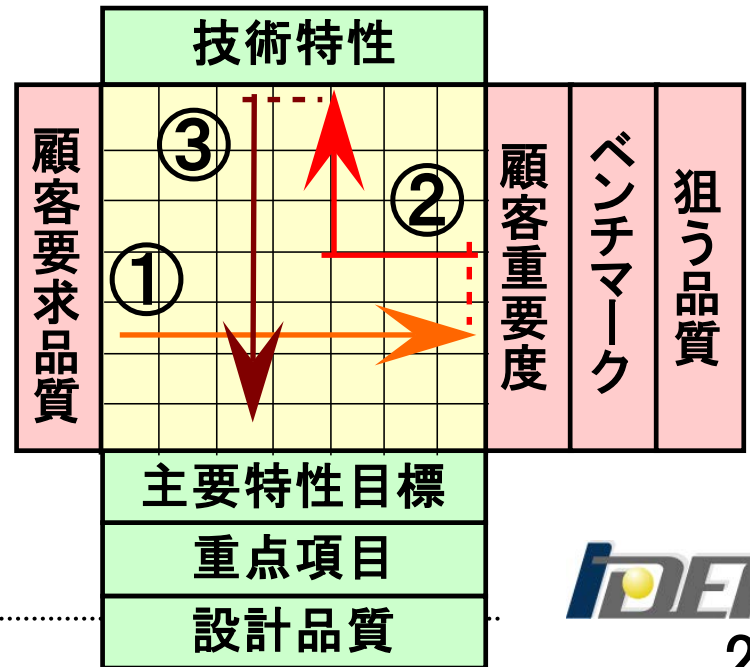 技術特性
顧客要求品質
①
②
③
顧客重要度
ベンチマーク
狙う品質
主要特性目標
重点項目
設計品質